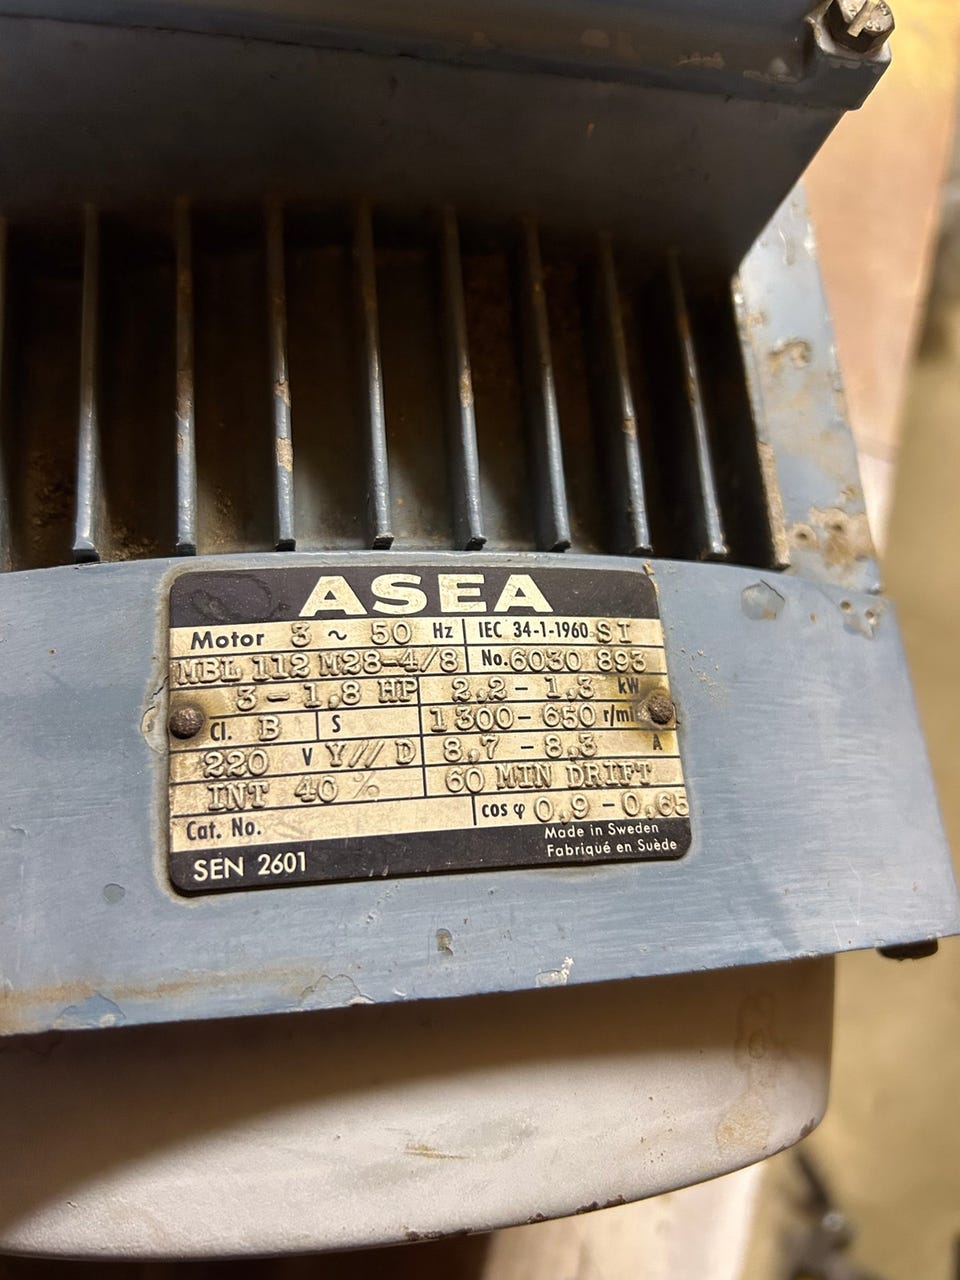 ASEA
Motor 3 ~ 50 Hz IEC 34-1-1960 SI
MBL 112 M28-4/8 No. 6030 893
3 - 1,8 HP 2,2 - 1,3 kW
Cl. B S 1300 - 650 r/min
220 V Y// D 8,7 - 8,3 A
INT 40 % 60 MIN DRIFT
Cat. No. cos φ 0,9 - 0,65
SEN 2601 Made in Sweden
Fabriqué en Suède